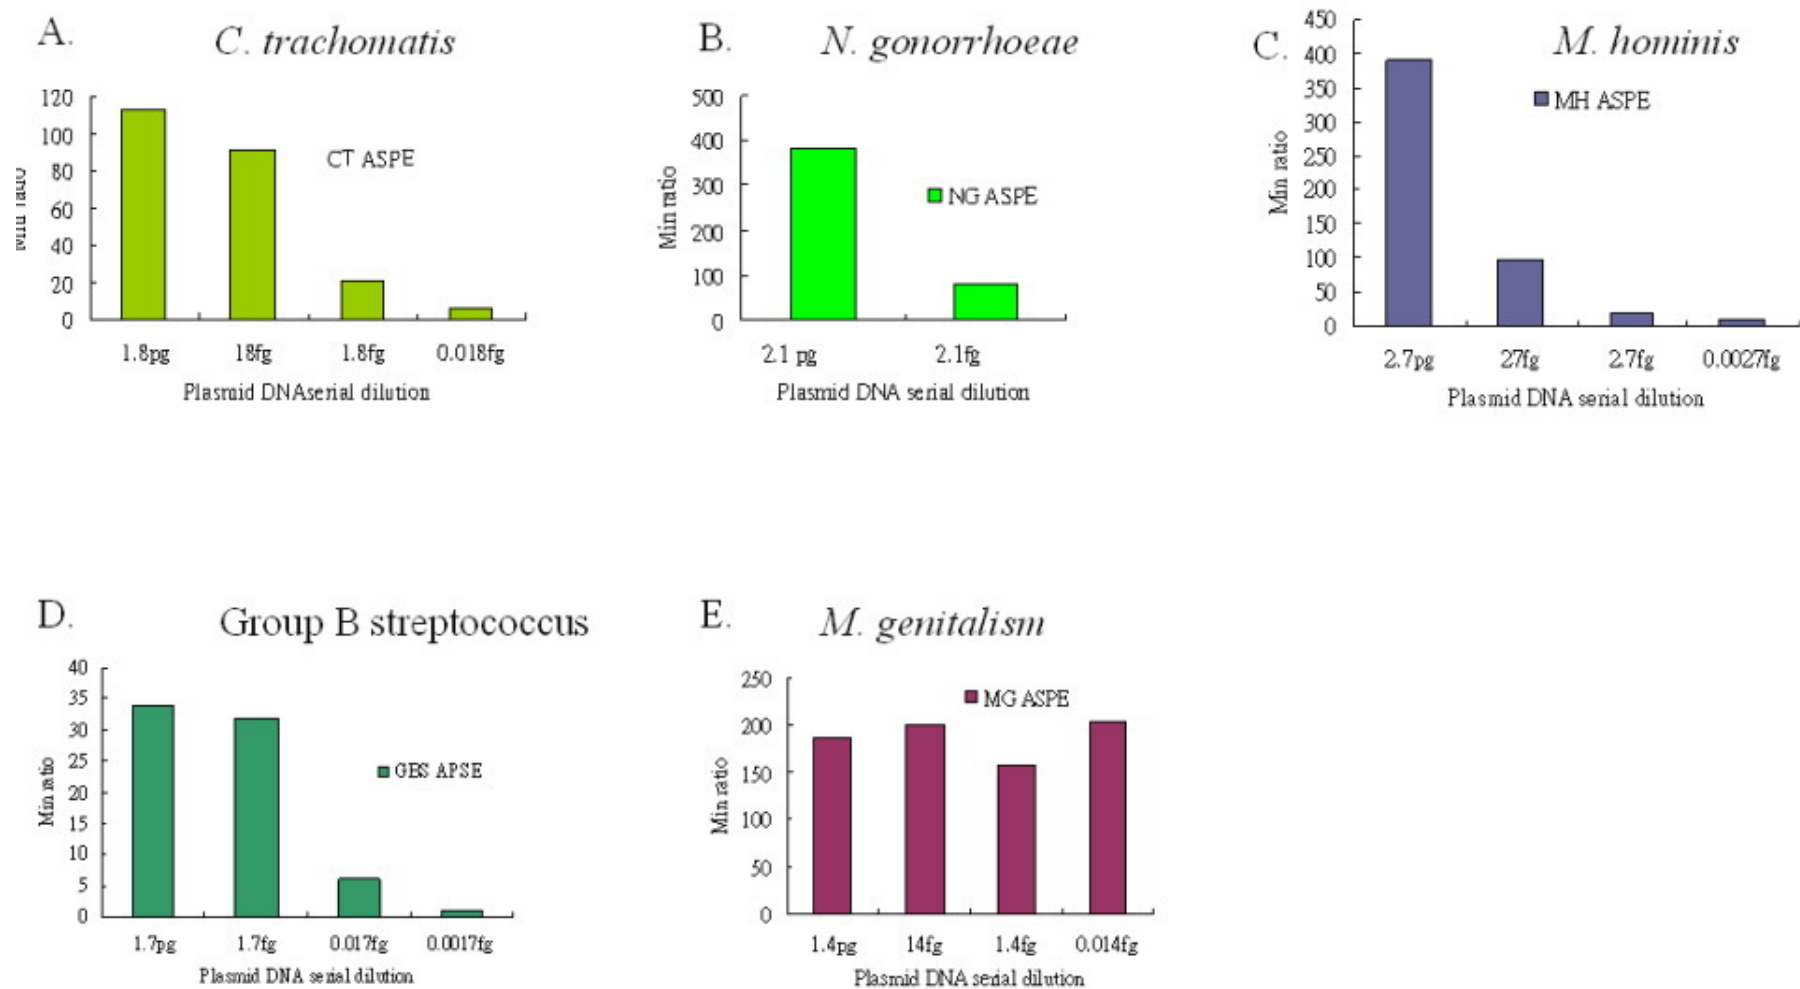 A.
C. trachomatis
120
100
80
60
40
20
0
CT ASPE
1.8pg 18fg 1.8fg 0.018fg
Plasmid DNAserial dilution
B.
N. gonorrhoeae
500
400
300
200
100
0
Min ratio
NG ASPE
2.1 pg 2.1fg
Plasmid DNA serial dilution
C.
M. hominis
450
400
350
300
250
200
150
100
50
0
Min ratio
MH ASPE
2.7pg 27fg 2.7fg 0.0027fg
Plasmid DNA serial dilution
D.
Group B streptococcus
40
35
30
25
20
15
10
5
0
Min ratio
GBS APSE
1.7pg 1.7fg 0.017fg 0.0017fg
Plasmid DNA serial dilution
E.
M. genitalism
250
200
150
100
50
0
Min ratio
MG ASPE
1.4pg 14fg 1.4fg 0.014fg
Plasmid DNA serial dilution